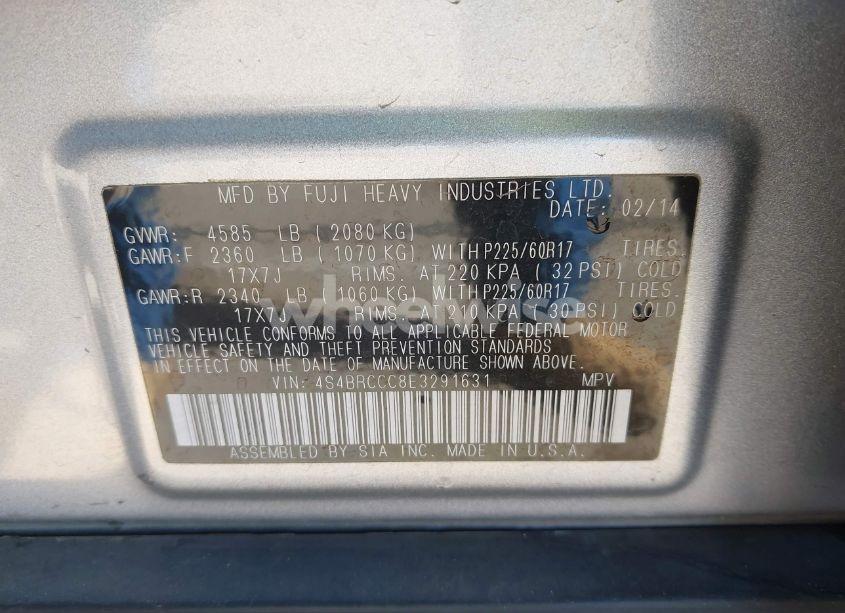 MFD BY FUJI HEAVY INDUSTRIES LTD.
DATE: 02/14
GVWR: 4585 LB (2080 KG)
GAWR:F 2360 LB (1070 KG) WITH P225/60R17 TIRES.
17X7J RIMS. AT 220 KPA (32 PSI) COLD
GAWR:R 2340 LB (1060 KG) WITH P225/60R17 TIRES.
17X7J RIMS. AT 210 KPA (30 PSI) COLD
THIS VEHICLE CONFORMS TO ALL APPLICABLE FEDERAL MOTOR
VEHICLE SAFETY AND THEFT PREVENTION STANDARDS
IN EFFECT ON THE DATE OF MANUFACTURE SHOWN ABOVE.
VIN: 4S4BRCCC8E3291631 MPV
ASSEMBLED BY SIA INC. MADE IN U.S.A.